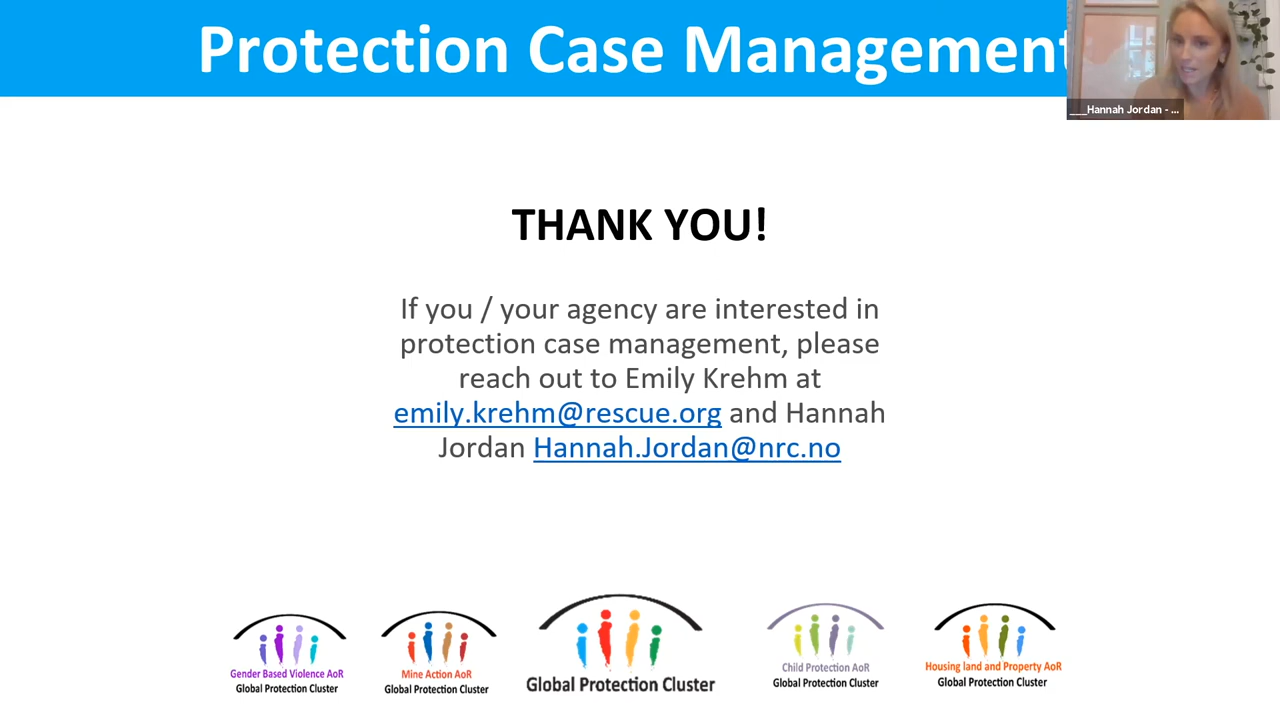 Protection Case Management
___Hannah Jordan - ...
THANK YOU!
If you / your agency are interested in
protection case management, please
reach out to Emily Krehm at
emily.krehm@rescue.org and Hannah
Jordan Hannah.Jordan@nrc.no
Gender Based Violence AoR
Global Protection Cluster
Mine Action AoR
Global Protection Cluster
Global Protection Cluster
Child Protection AoR
Global Protection Cluster
Housing land and Property AoR
Global Protection Cluster